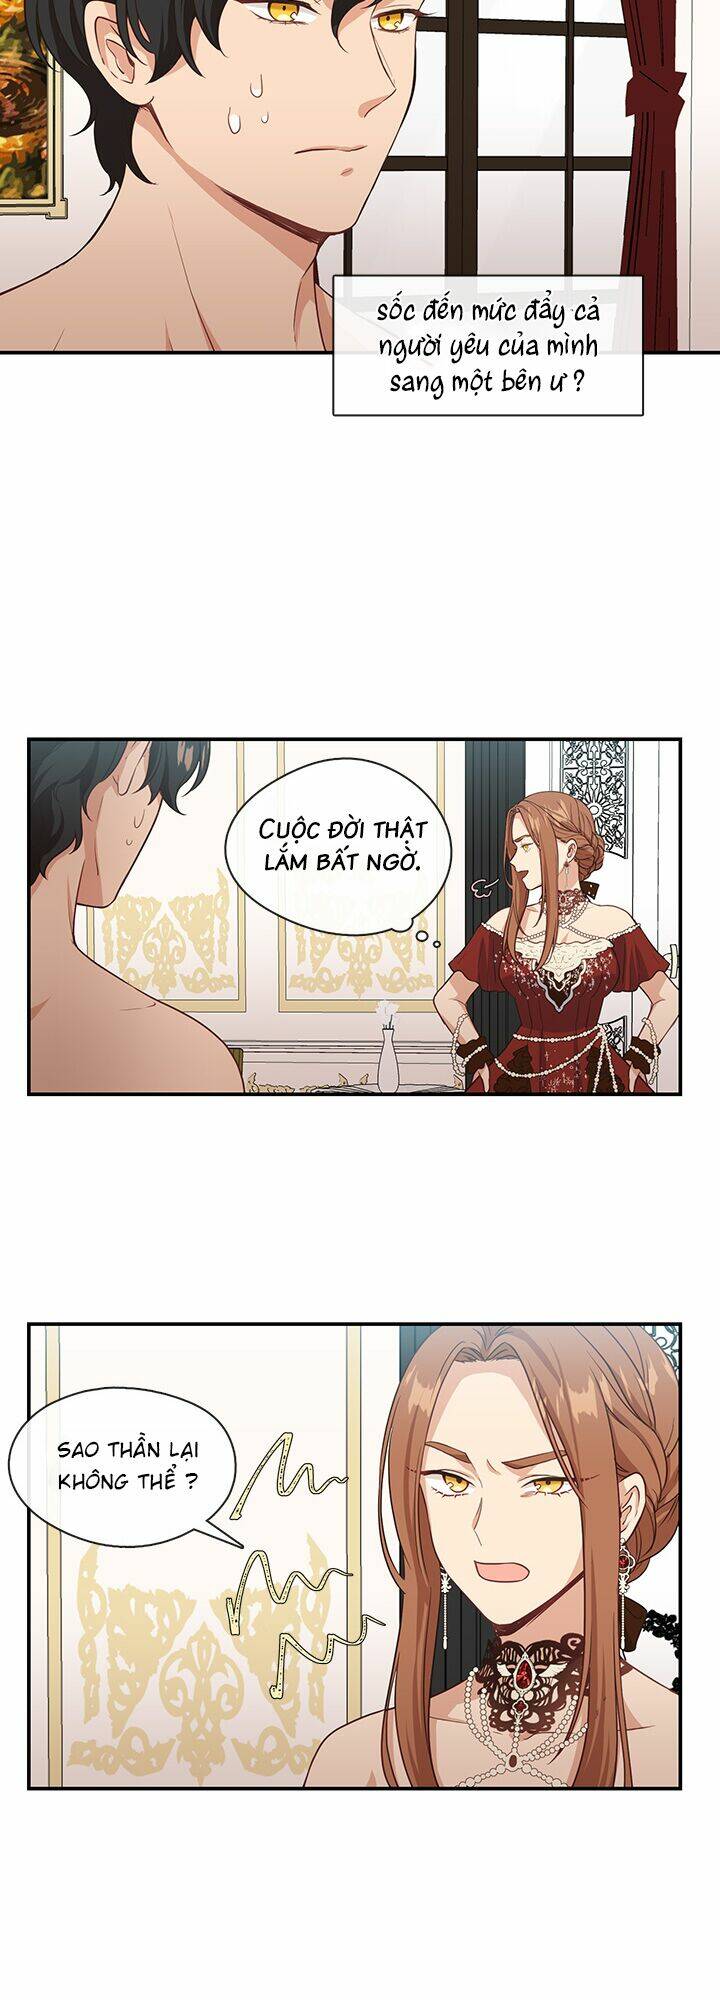 sốc đến mức đẩy cả
người yêu của mình
sang một bên ư ?
CUỘC ĐỜI THẬT
LẮM BẤT NGỜ.
SAO THẦN LẠI
KHÔNG THỂ ?